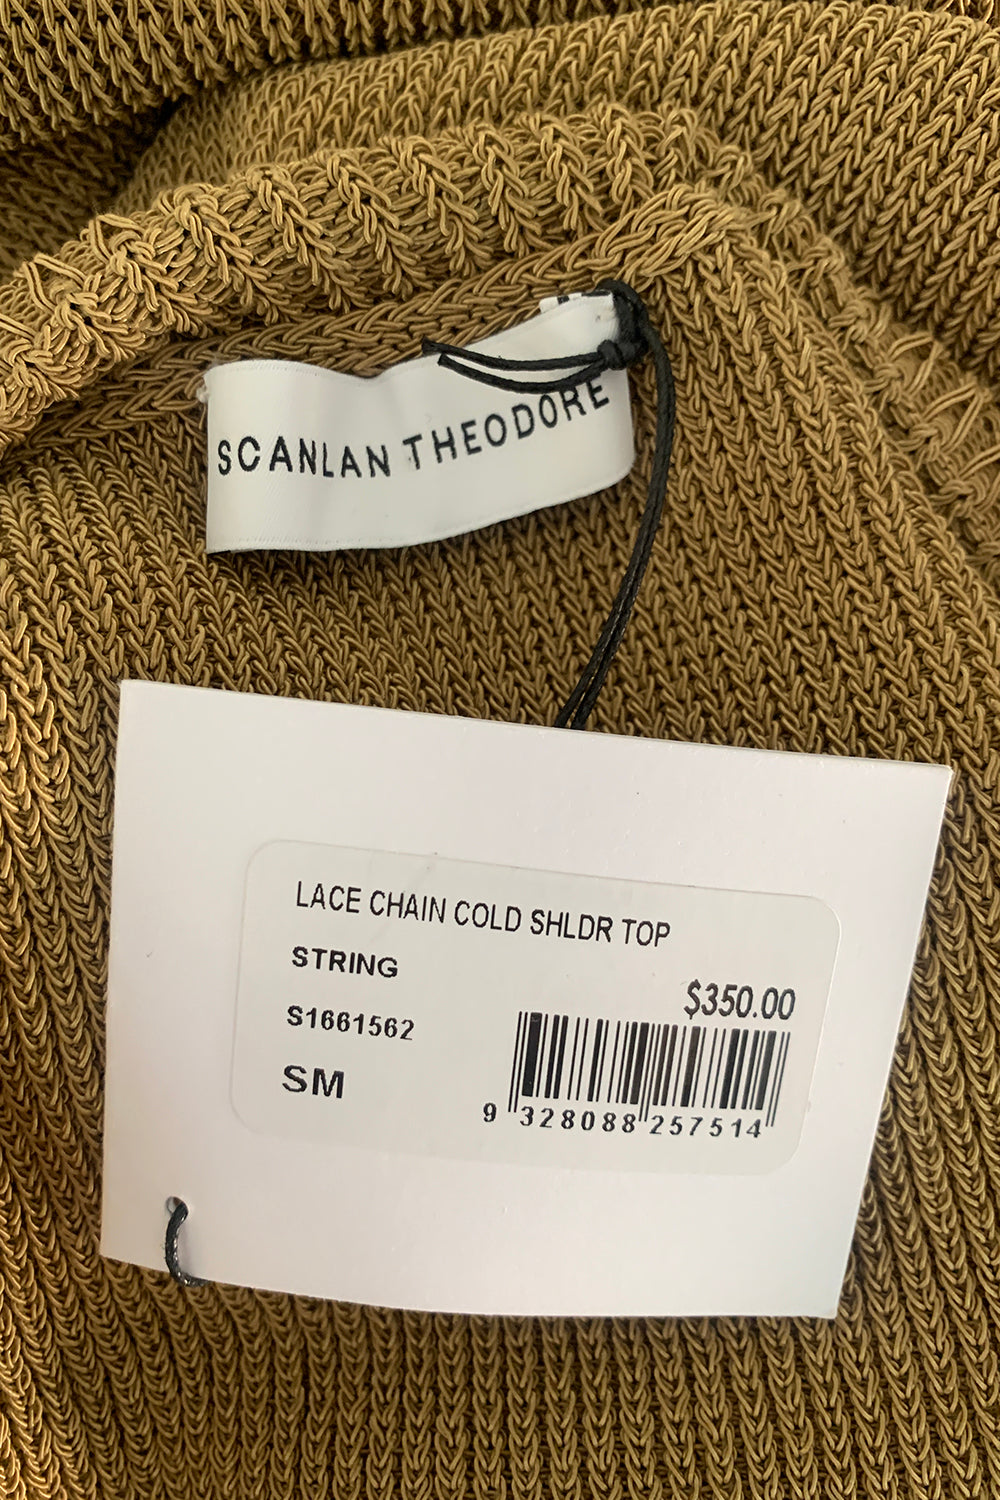 SCANLAN THEODORE
LACE CHAIN COLD SHLDR TOP
STRING
$350.00
S1661562
SM
9 328088 257514